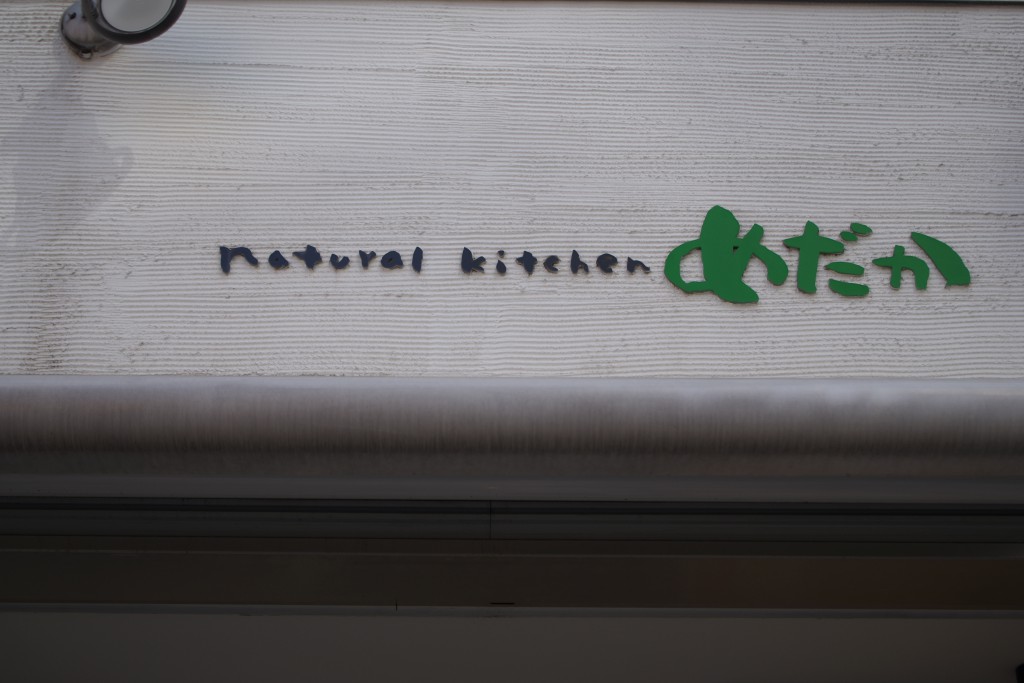 natural kitchen めだか